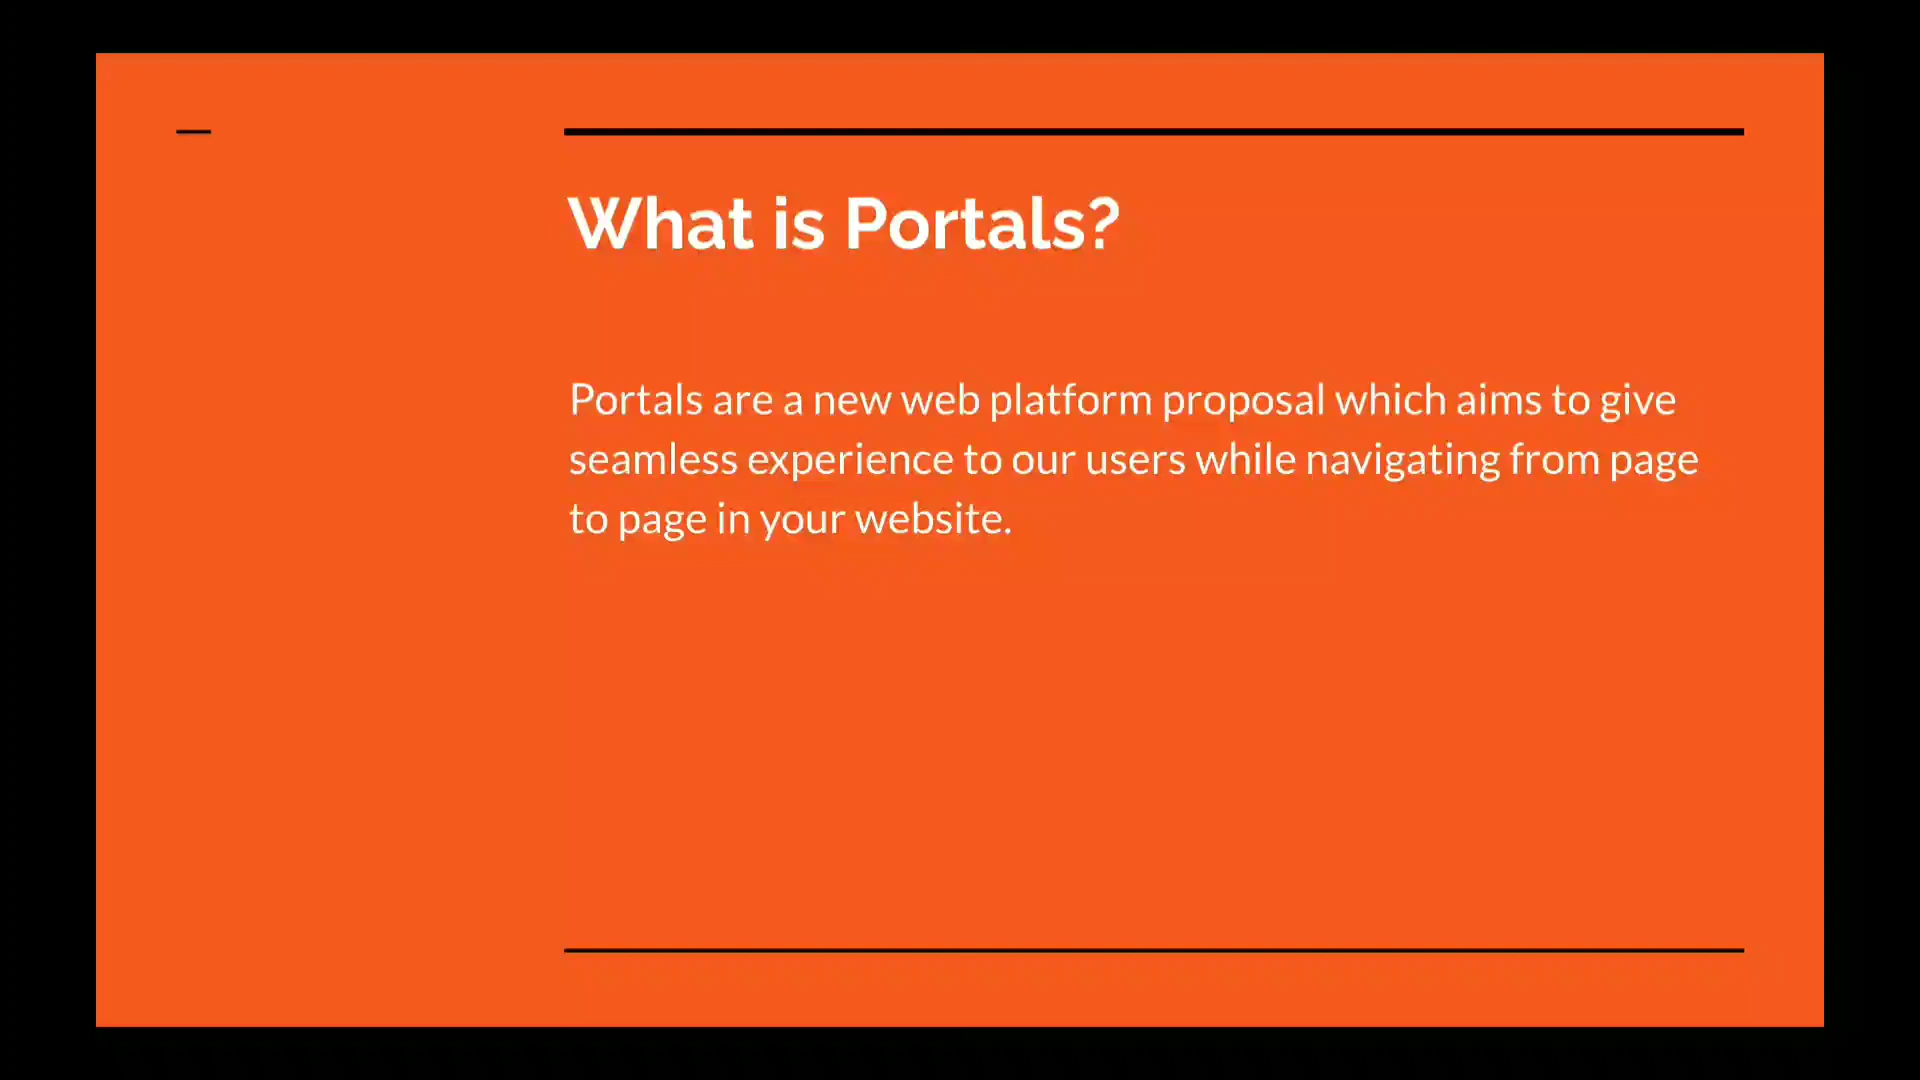 What is Portals?
Portals are a new web platform proposal which aims to give
seamless experience to our users while navigating from page
to page in your website.